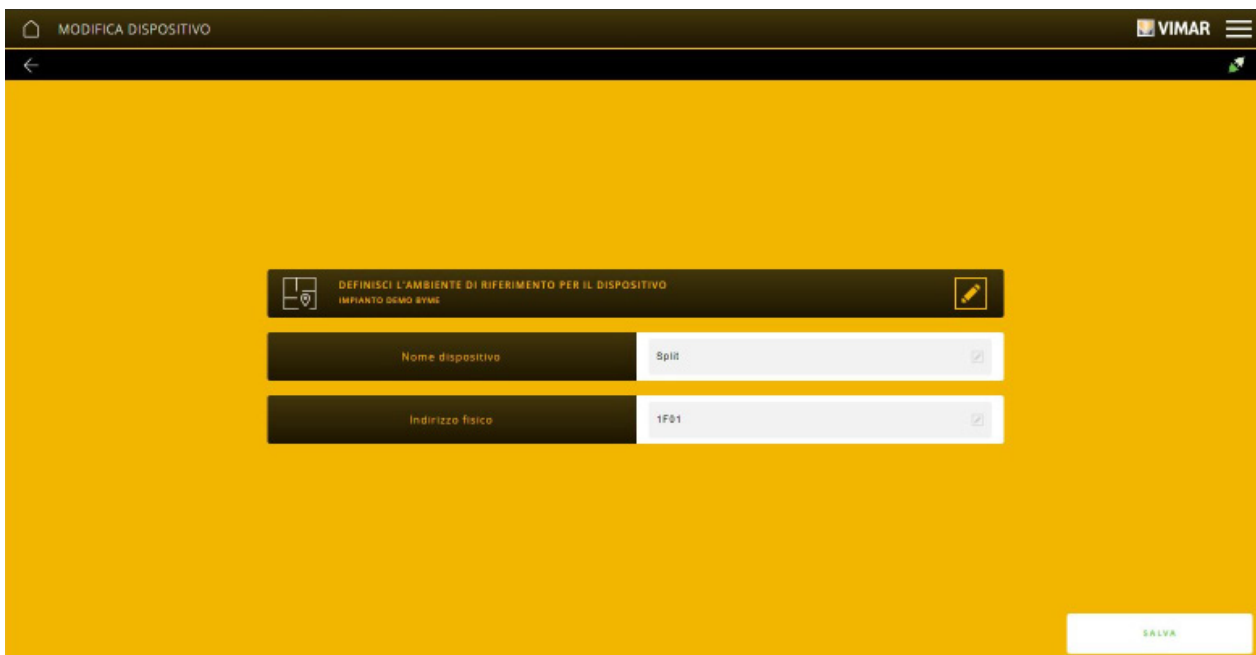 MODIFICA DISPOSITIVO
VIMAR
DEFINISCI L'AMBIENTE DI RIFERIMENTO PER IL DISPOSITIVO
IMPIANTO DEMO BYME
Nome dispositivo
Split
Indirizzo fisico
1F01
SALVA